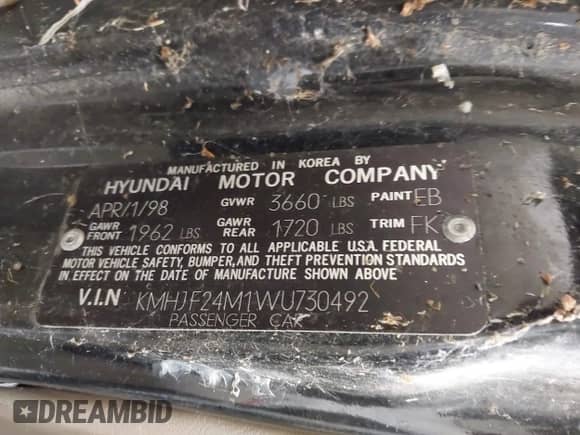 MANUFACTURED IN KOREA BY
HYUNDAI MOTOR COMPANY
APR/1/98 GVWR 3660 LBS PAINT EB
GAWR FRONT 1962 LBS GAWR REAR 1720 LBS TRIM FK
THIS VEHICLE CONFORMS TO ALL APPLICABLE U.S.A. FEDERAL
MOTOR VEHICLE SAFETY, BUMPER, AND THEFT PREVENTION STANDARDS
IN EFFECT ON THE DATE OF MANUFACTURE SHOWN ABOVE
V.I.N KMHJF24M1WU730492
PASSENGER CAR
DREAMBID